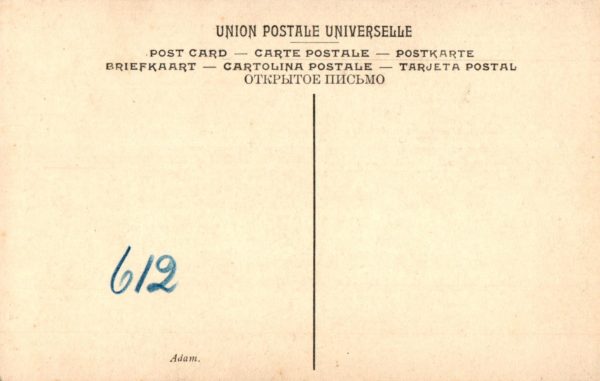 UNION POSTALE UNIVERSELLE
POST CARD — CARTE POSTALE — POSTKARTE
BRIEFKAART — CARTOLINA POSTALE — TARJETA POSTAL
ОТКРЫТОЕ ПИСЬМО
612
Adam.